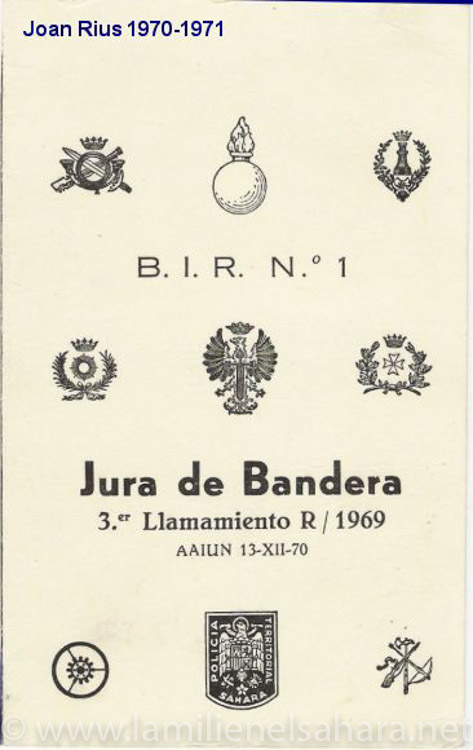 Joan Rius 1970-1971
B. I. R. N.º 1
Jura de Bandera
3.er Llamamiento R / 1969
AAIUN 13-XII-70
POLICIA
TERRITORIAL
SAHARA
© www.lamilienelsahara.net